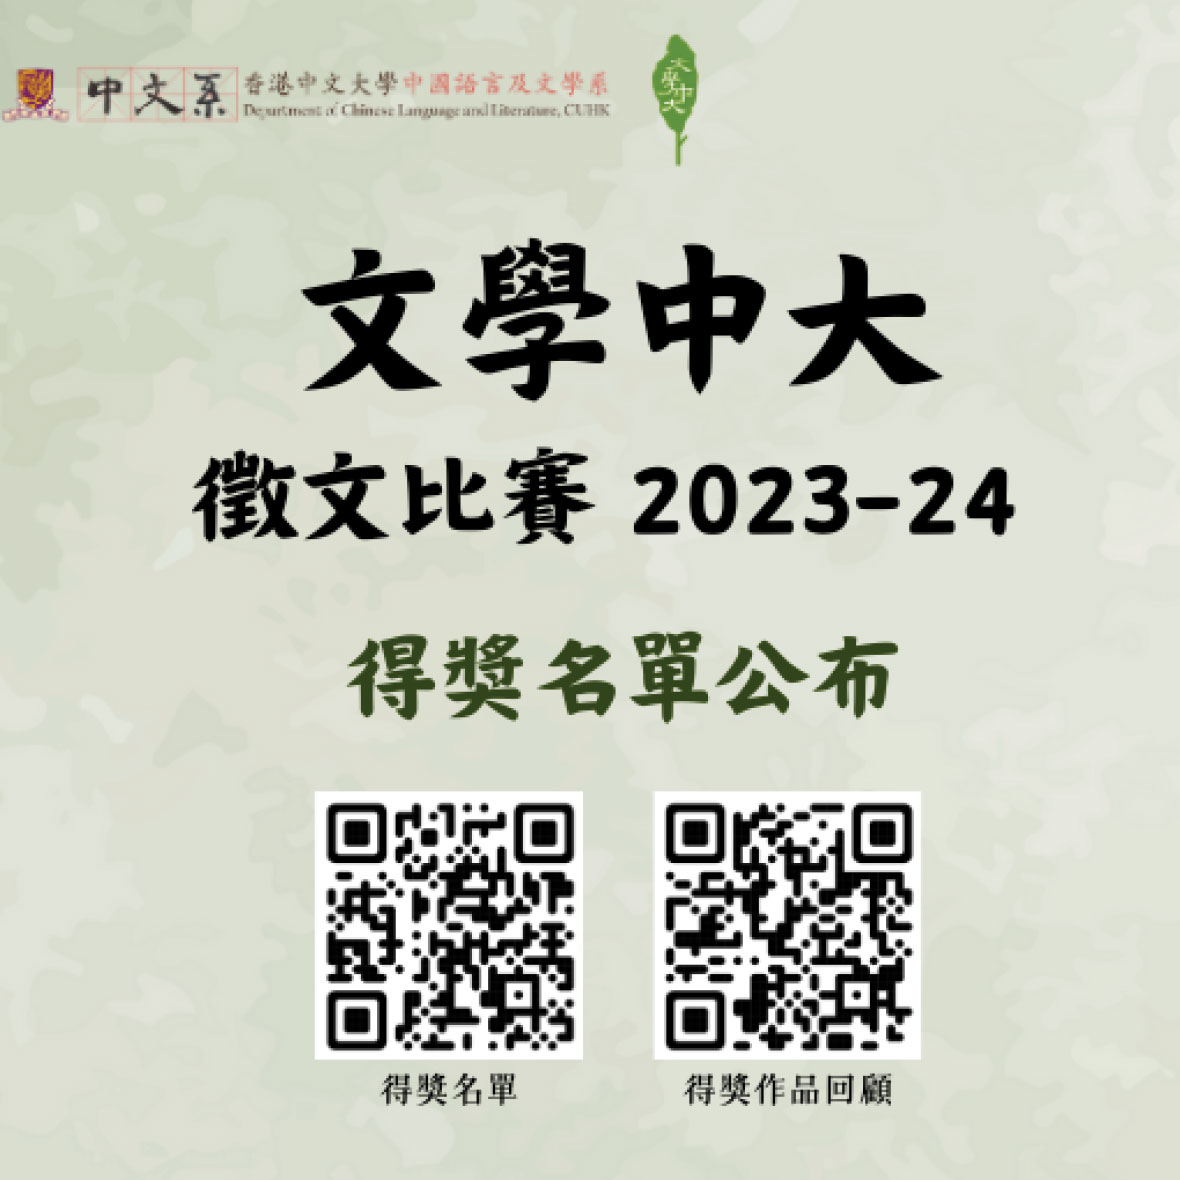 中文系
香港中文大學中國語言及文學系
Department of Chinese Language and Literature, CUHK
文學中大
文學中大
徵文比賽 2023-24
得獎名單公布
得獎名單
得獎作品回顧